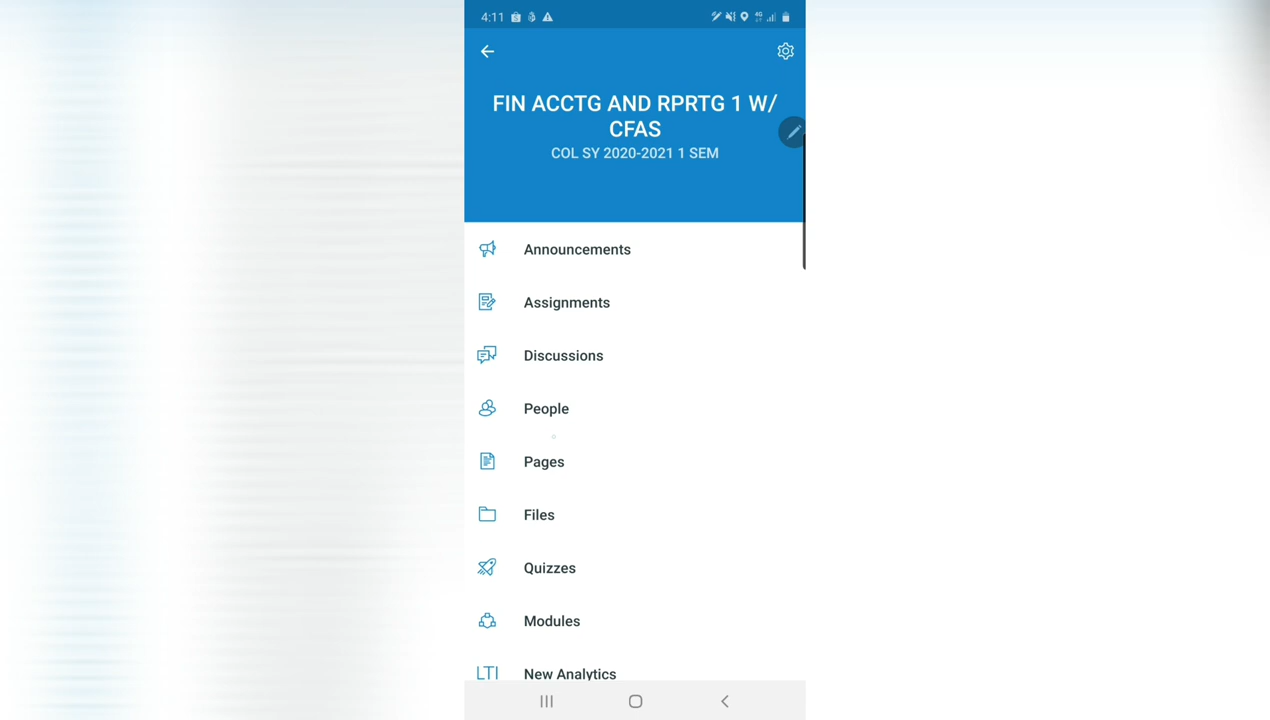 4:11
4G
FIN ACCTG AND RPRTG 1 W/
CFAS
COL SY 2020-2021 1 SEM
Announcements
Assignments
Discussions
People
Pages
Files
Quizzes
Modules
LTI New Analytics